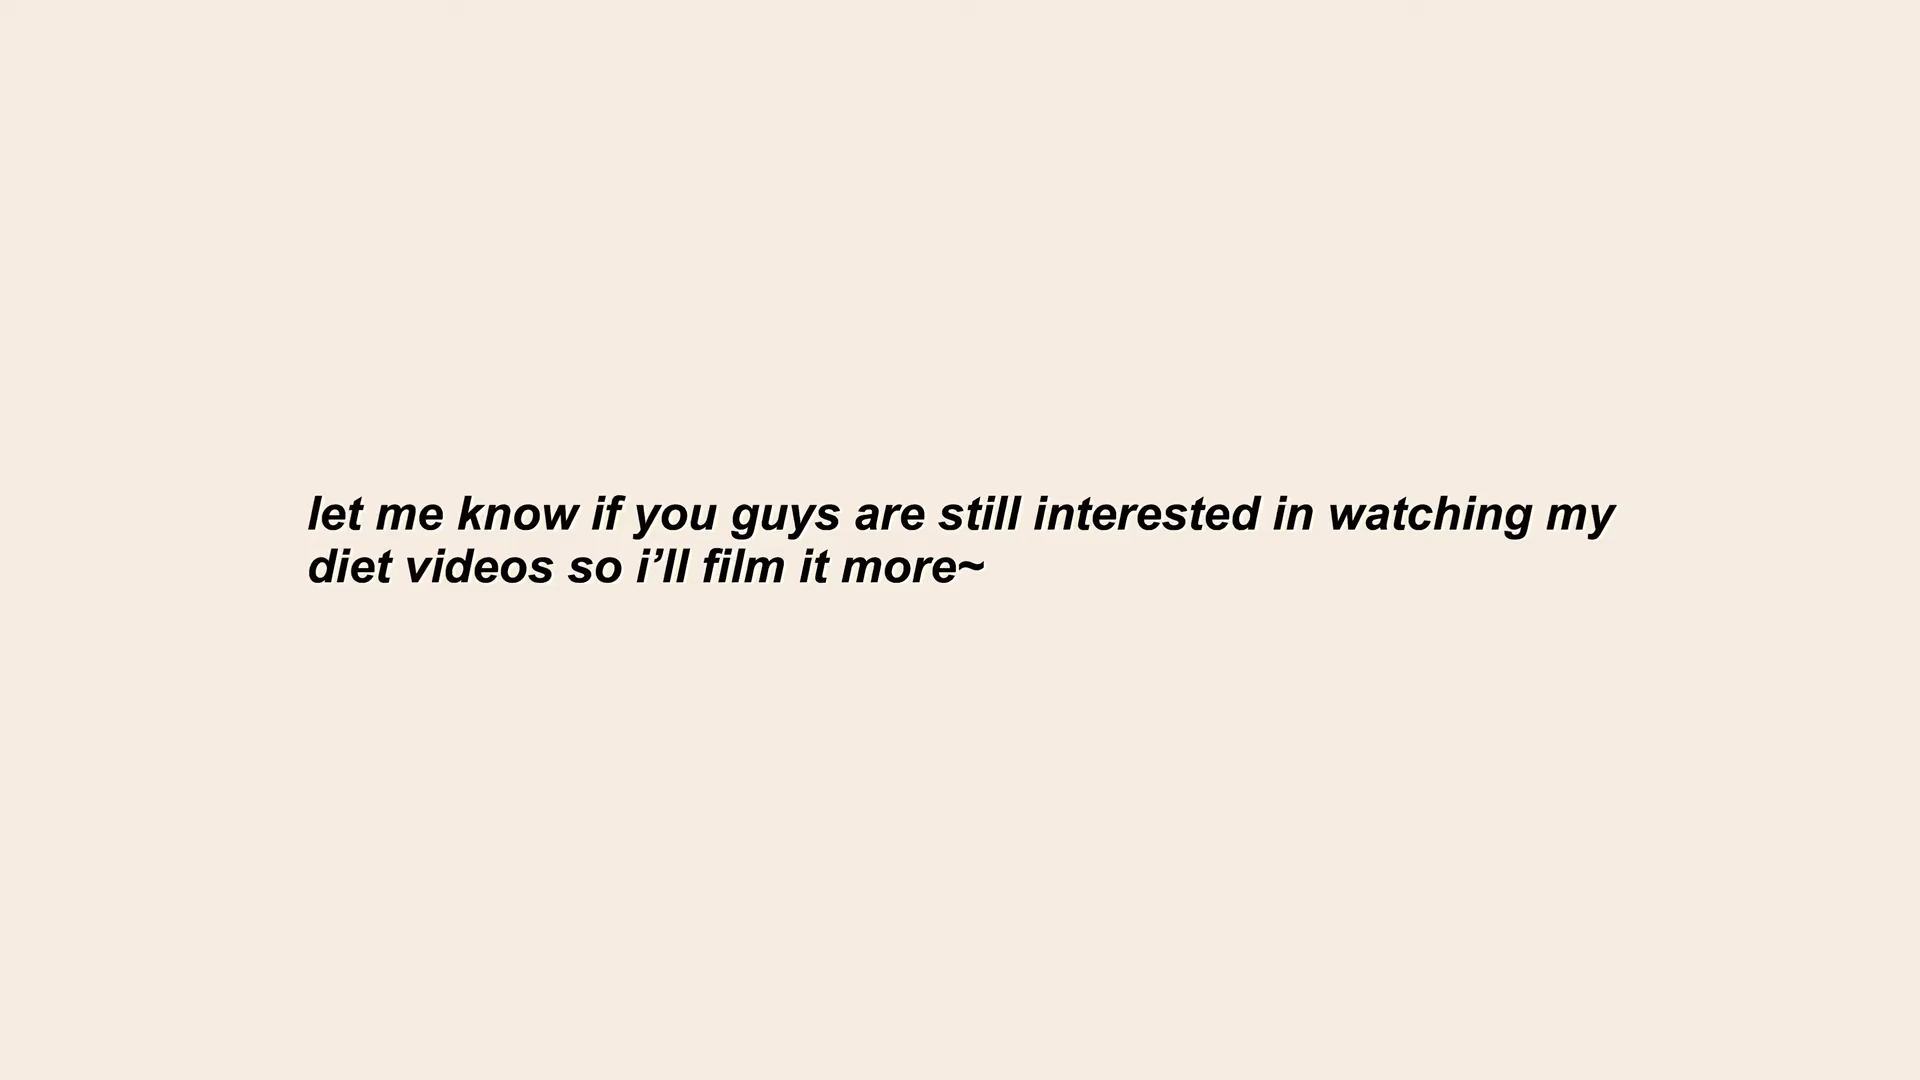 let me know if you guys are still interested in watching my
diet videos so i’ll film it more~